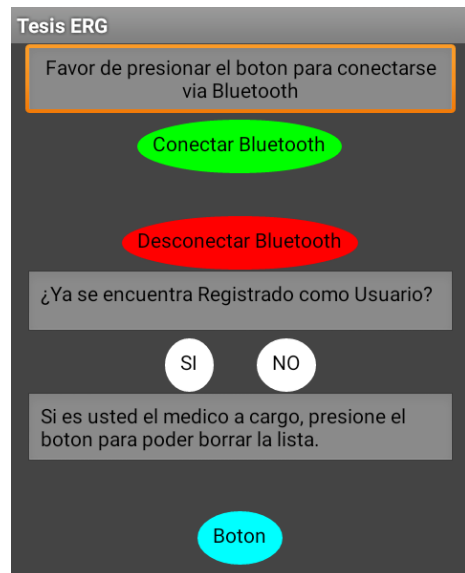 Tesis ERG
Favor de presionar el boton para conectarse
via Bluetooth
Conectar Bluetooth
Desconectar Bluetooth
¿Ya se encuentra Registrado como Usuario?
SI NO
Si es usted el medico a cargo, presione el
boton para poder borrar la lista.
Boton